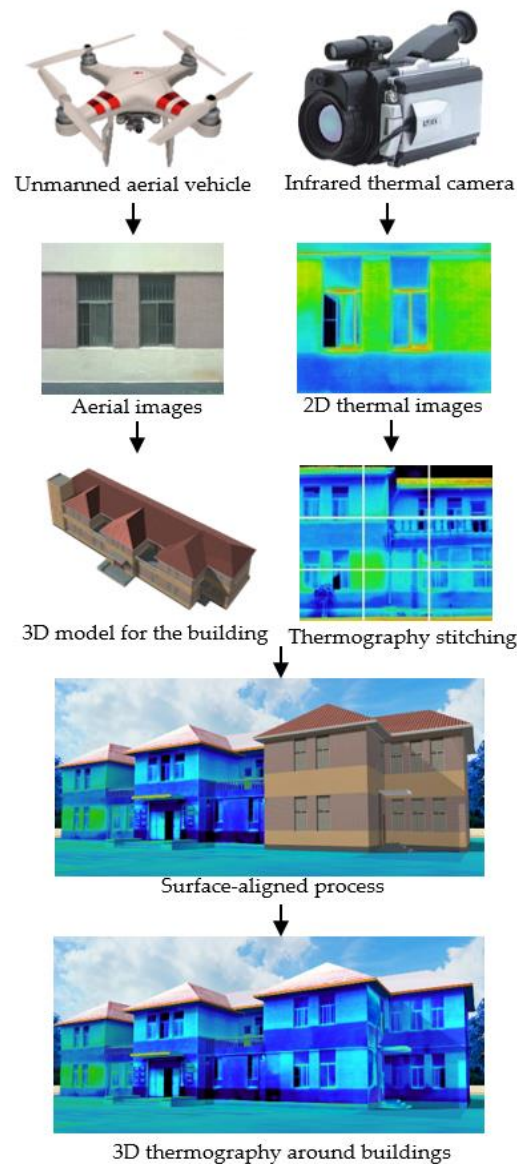 Unmanned aerial vehicle
Infrared thermal camera
Aerial images
2D thermal images
3D model for the building
Thermography stitching
Surface-aligned process
3D thermography around buildings